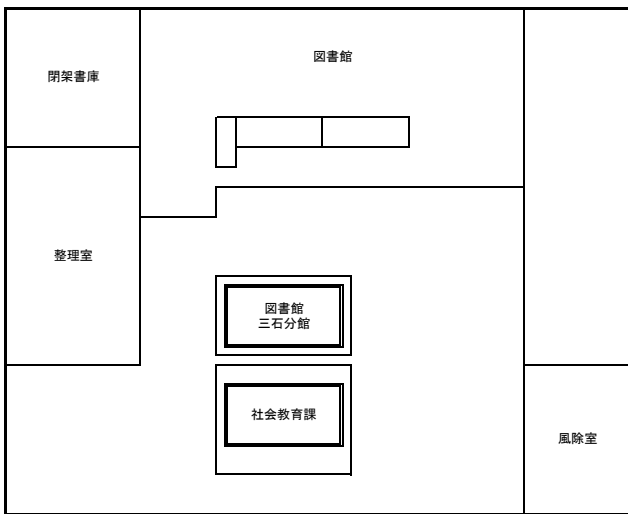 図書館
閉架書庫
整理室
図書館
三石分館
社会教育課
風除室